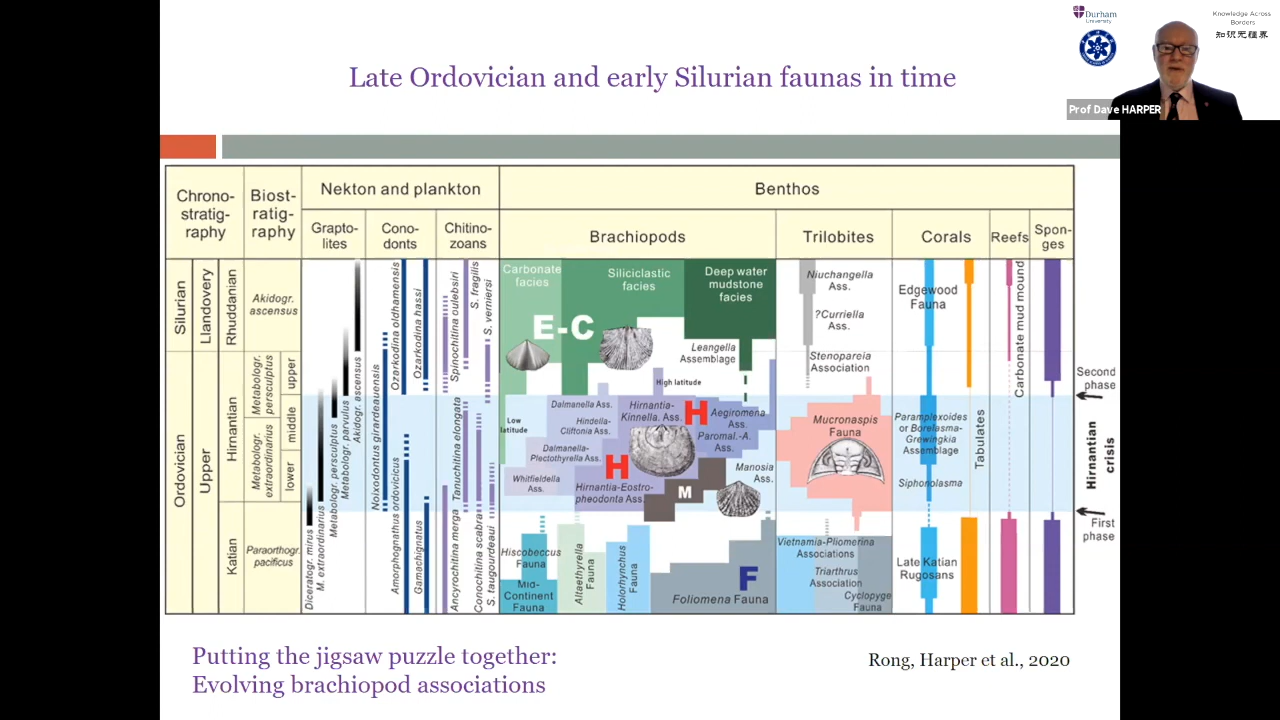 Durham
University
Knowledge Across
Borders
知识无疆界
Prof Dave HARPER
Late Ordovician and early Silurian faunas in time
Chrono-
stratig-
raphy
Biost-
ratig-
raphy
Nekton and plankton
Benthos
Grapto-
lites
Cono-
donts
Chitino-
zoans
Brachiopods
Trilobites
Corals
Reefs
Spon-
ges
Silurian
Llandovery
Rhuddanian
Akidogr.
ascensus
Ordovician
Upper
Hirnantian
Katian
Metabologr.
persculptus
upper
middle
Metabologr.
extraordinarius
lower
Paraorthogr.
pacificus
Diceratogr. mirus
M. extraordinarius
Metabologr. persculptus
Metabologr. parvulus
Akidogr. ascensus
Noixodontus girardeauensis
Amorphognathus ordovicicus
Ozarkodina oldhamensis
Gamachignatus
Ozarkodina hassi
Ancyrochitina merga
Spinochitina oulebsiri
Tanuchitina elongata
Conochitina scabra
S. taugourdeaui
S. fragilis
S. verniersi
Carbonate
facies
Siliciclastic
facies
Deep water
mudstone
facies
E-C
Leangella
Assemblage
High latitude
Low
latitude
Dalmanella Ass.
Hindella-
Cliftonia Ass.
Hirnantia-
Kinnella. Ass.
H
Aegiromena
Ass.
Paromal.-A.
Ass.
Dalmanella-
Plectothyrella Ass.
H
Whitfieldella
Ass.
Hirnantia-Eostro-
pheodonta Ass.
M
Manosia
Ass.
Hiscobeccus
Fauna
Mid-
Continent
Fauna
Altaethyrella
Fauna
Holorhynchus
Fauna
F
Foliomena Fauna
Niuchangella
Ass.
?Curriella
Ass.
Stenopareia
Association
Mucronaspis
Fauna
Vietnamia-Pliomerina
Associations
Triarthrus
Association
Cyclopyge
Fauna
Edgewood
Fauna
Paramplexoides
or Borelasma-
Grewingkia
Assemblage
Siphonolasma
Late Katian
Rugosans
Tabulates
Carbonate mud mound
Second
phase
Hirnantian
crisis
First
phase
Putting the jigsaw puzzle together:
Evolving brachiopod associations
Rong, Harper et al., 2020